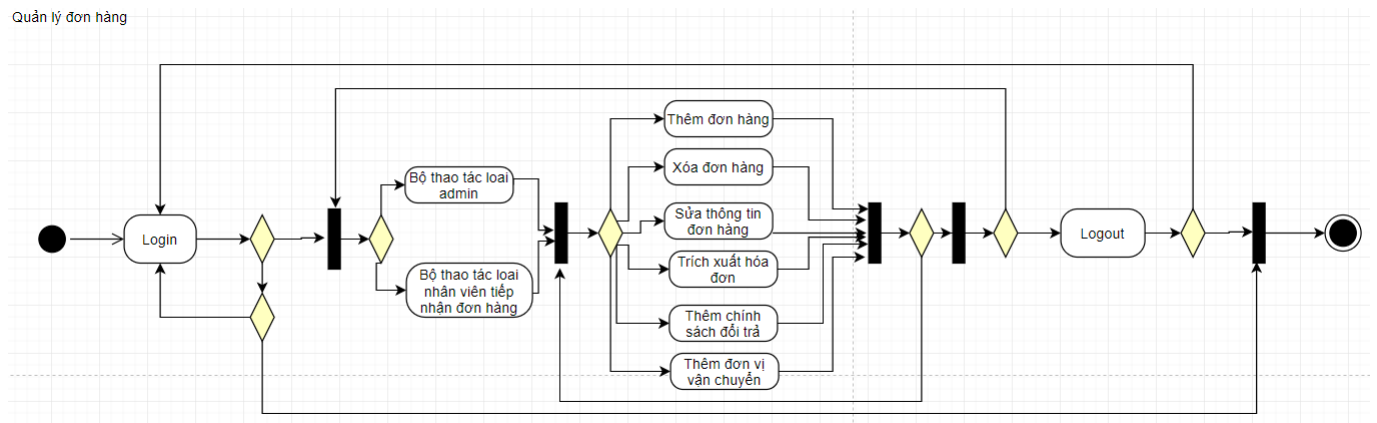 Quản lý đơn hàng
Login
Bộ thao tác loai
admin
Bộ thao tác loai
nhân viên tiếp
nhận đơn hàng
Thêm đơn hàng
Xóa đơn hàng
Sửa thông tin
đơn hàng
Trích xuất hóa
đơn
Thêm chính
sách đổi trả
Thêm đơn vị
vận chuyển
Logout